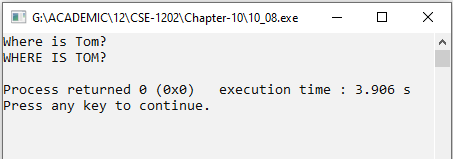 G:\ACADEMIC\12\CSE-1202\Chapter-10\10_08.exe
Where is Tom?
WHERE IS TOM?
Process returned 0 (0x0)   execution time : 3.906 s
Press any key to continue.